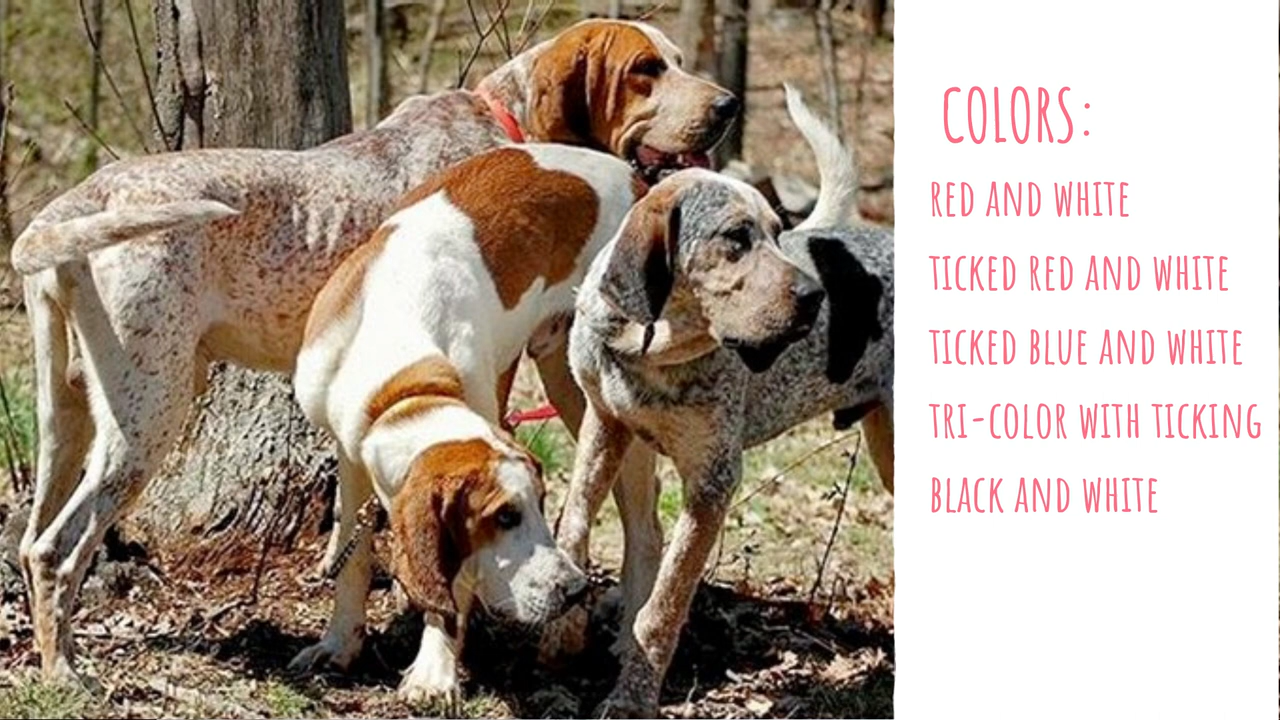 COLORS:
RED AND WHITE
TICKED RED AND WHITE
TICKED BLUE AND WHITE
TRI-COLOR WITH TICKING
BLACK AND WHITE